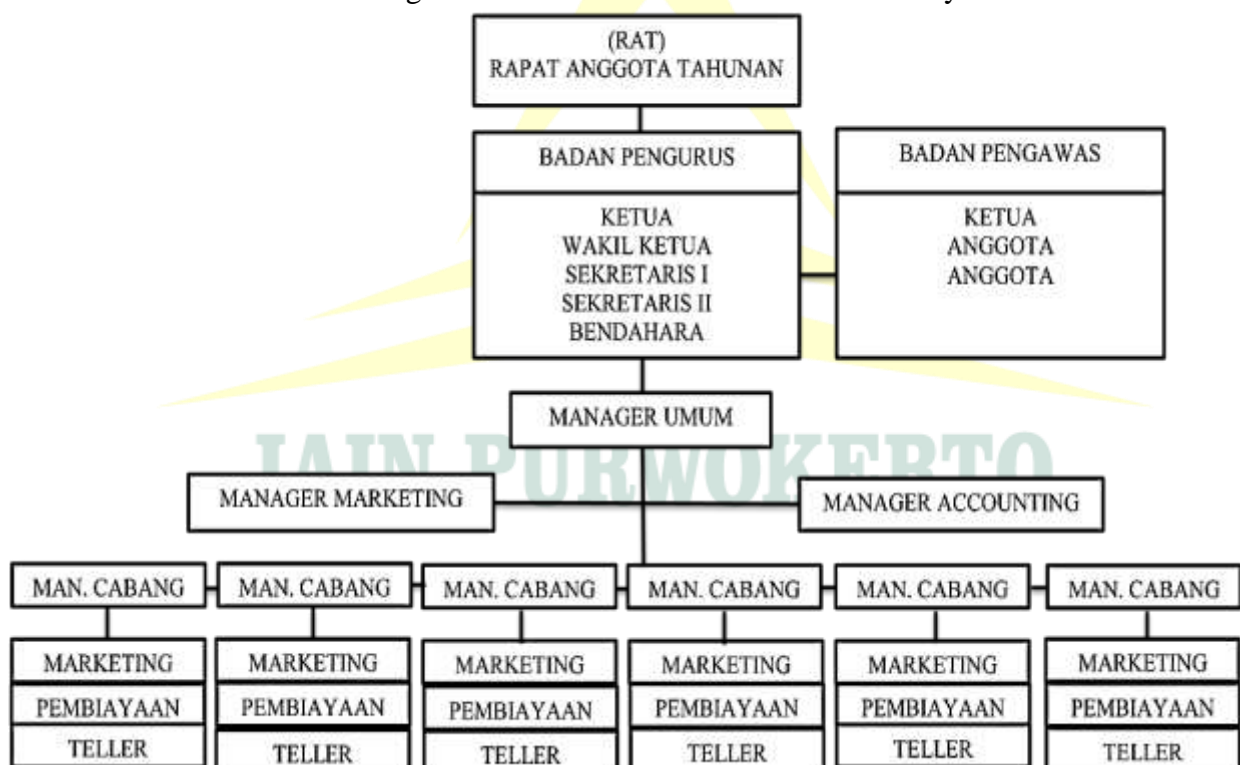 (RAT)
RAPAT ANGGOTA TAHUNAN
BADAN PENGURUS
KETUA
WAKIL KETUA
SEKRETARIS I
SEKRETARIS II
BENDAHARA
BADAN PENGAWAS
KETUA
ANGGOTA
ANGGOTA
MANAGER UMUM
IAIN PURWOKERTO
MANAGER MARKETING
MANAGER ACCOUNTING
MAN. CABANG
MAN. CABANG
MAN. CABANG
MAN. CABANG
MAN. CABANG
MAN. CABANG
MARKETING
MARKETING
MARKETING
MARKETING
MARKETING
MARKETING
PEMBIAYAAN
PEMBIAYAAN
PEMBIAYAAN
PEMBIAYAAN
PEMBIAYAAN
PEMBIAYAAN
TELLER
TELLER
TELLER
TELLER
TELLER
TELLER